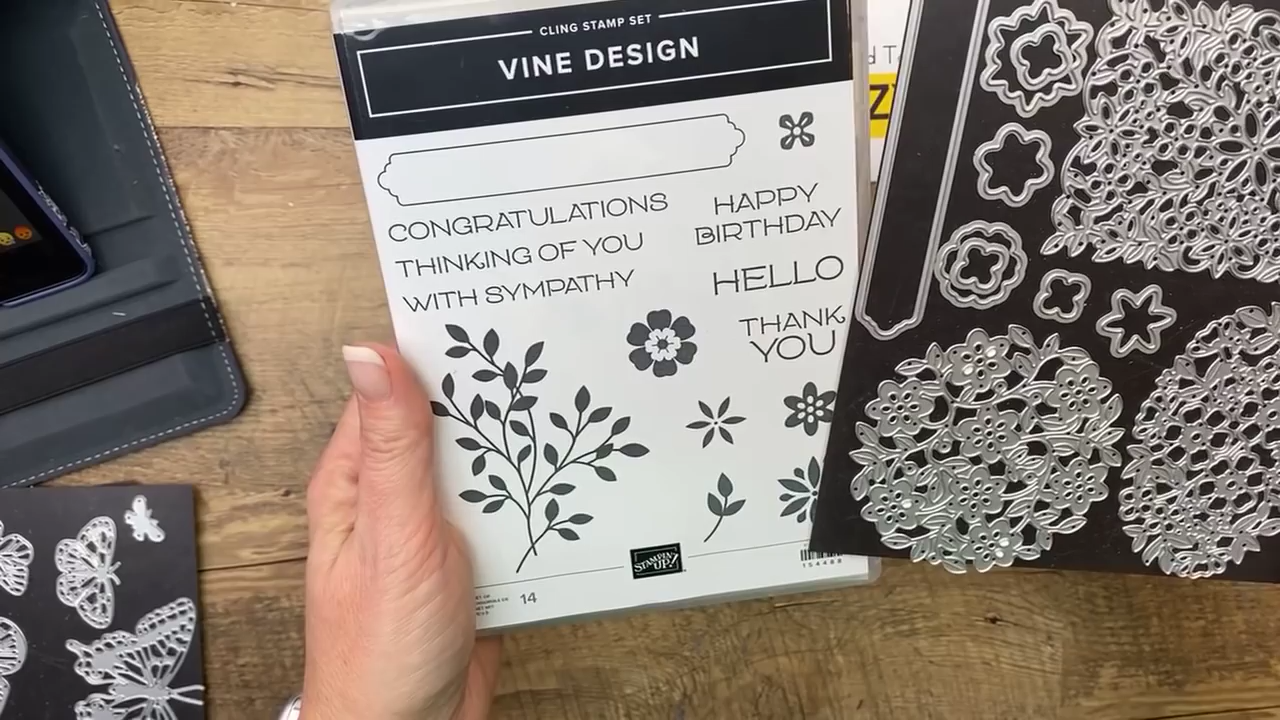 CLING STAMP SET
VINE DESIGN
CONGRATULATIONS
THINKING OF YOU
WITH SYMPATHY
HAPPY
BIRTHDAY
HELLO
THANK
YOU
STAMPIN' UP!
14
154488